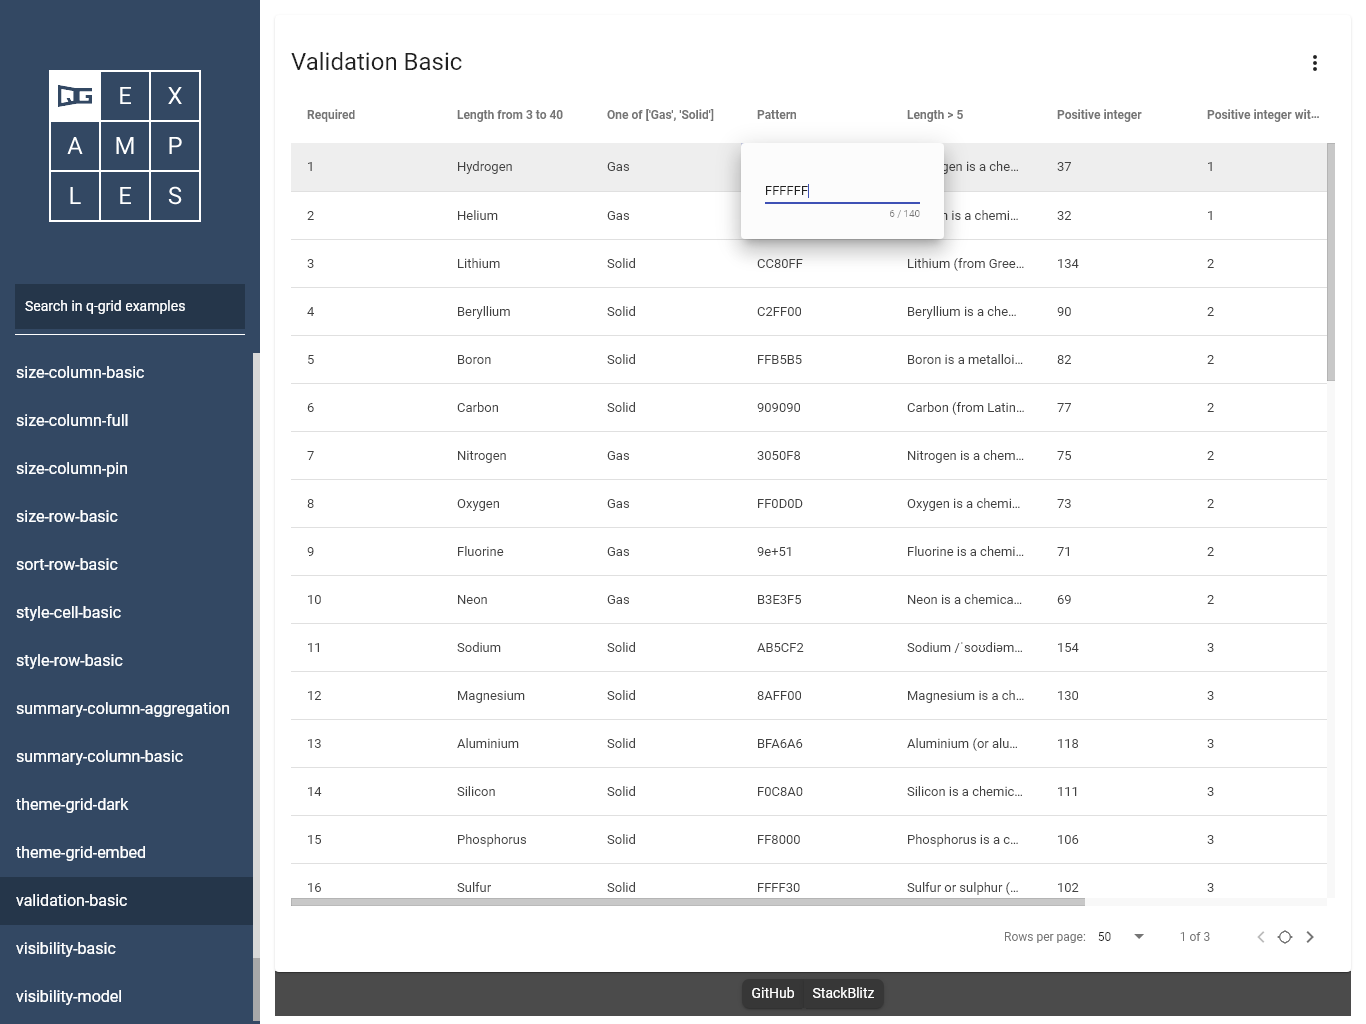 QG E X
A M P
L E S
Search in q-grid examples
size-column-basic
size-column-full
size-column-pin
size-row-basic
sort-row-basic
style-cell-basic
style-row-basic
summary-column-aggregation
summary-column-basic
theme-grid-dark
theme-grid-embed
validation-basic
visibility-basic
visibility-model
Validation Basic
Required Length from 3 to 40 One of ['Gas', 'Solid'] Pattern Length > 5 Positive integer Positive integer wit...
1 Hydrogen Gas gen is a che... 37 1
FFFFFF
6 / 140
2 Helium Gas is a chemi... 32 1
3 Lithium Solid CC80FF Lithium (from Gree... 134 2
4 Beryllium Solid C2FF00 Beryllium is a che... 90 2
5 Boron Solid FFB5B5 Boron is a metalloi... 82 2
6 Carbon Solid 909090 Carbon (from Latin... 77 2
7 Nitrogen Gas 3050F8 Nitrogen is a chem... 75 2
8 Oxygen Gas FF0D0D Oxygen is a chemi... 73 2
9 Fluorine Gas 9e+51 Fluorine is a chemi... 71 2
10 Neon Gas B3E3F5 Neon is a chemica... 69 2
11 Sodium Solid AB5CF2 Sodium /ˈsoʊdiəm... 154 3
12 Magnesium Solid 8AFF00 Magnesium is a ch... 130 3
13 Aluminium Solid BFA6A6 Aluminium (or alu... 118 3
14 Silicon Solid F0C8A0 Silicon is a chemic... 111 3
15 Phosphorus Solid FF8000 Phosphorus is a c... 106 3
16 Sulfur Solid FFFF30 Sulfur or sulphur (... 102 3
Rows per page: 50 1 of 3
GitHub StackBlitz